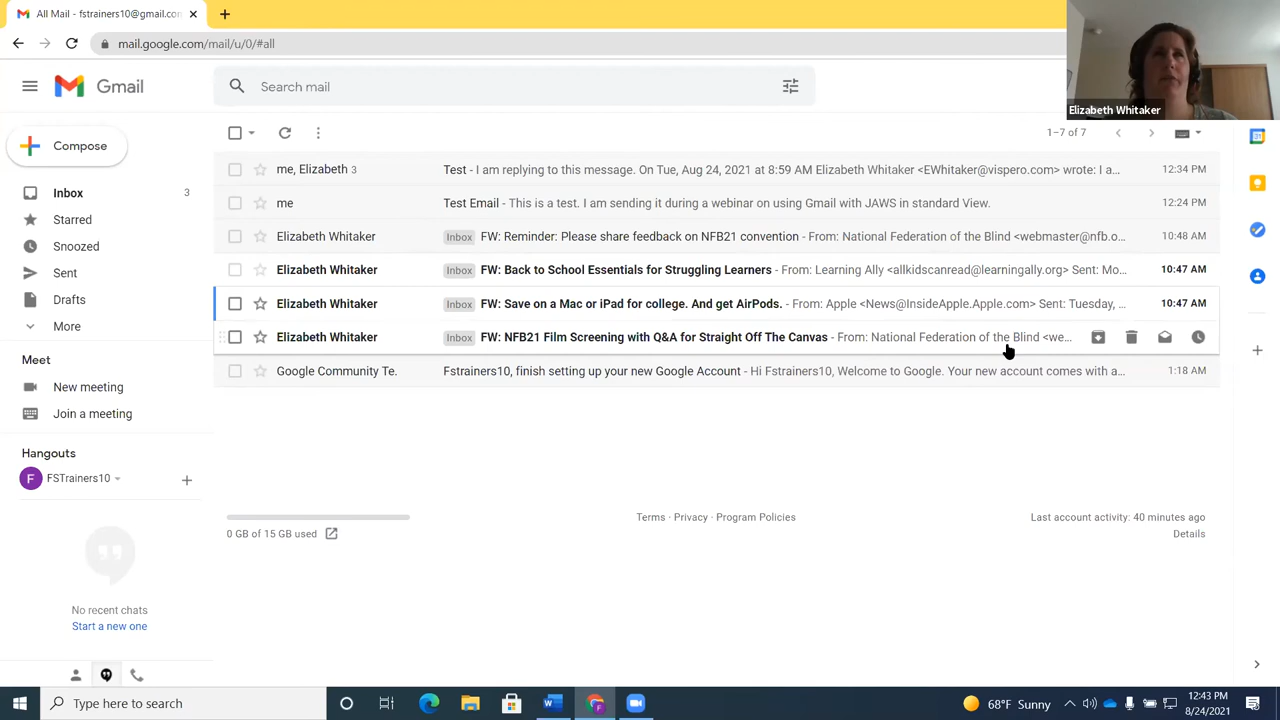 All Mail - fstrainers10@gmail.con
mail.google.com/mail/u/0/#all
Elizabeth Whitaker
Gmail
Search mail
Compose
1–7 of 7
Inbox 3
Starred
Snoozed
Sent
Drafts
More
me, Elizabeth 3 Test - I am replying to this message. On Tue, Aug 24, 2021 at 8:59 AM Elizabeth Whitaker <EWhitaker@vispero.com> wrote: I a... 12:34 PM
me Test Email - This is a test. I am sending it during a webinar on using Gmail with JAWS in standard View. 12:24 PM
Elizabeth Whitaker Inbox FW: Reminder: Please share feedback on NFB21 convention - From: National Federation of the Blind <webmaster@nfb.o... 10:48 AM
Elizabeth Whitaker Inbox FW: Back to School Essentials for Struggling Learners - From: Learning Ally <allkidscanread@learningally.org> Sent: Mo... 10:47 AM
Elizabeth Whitaker Inbox FW: Save on a Mac or iPad for college. And get AirPods. - From: Apple <News@InsideApple.Apple.com> Sent: Tuesday, ... 10:47 AM
Elizabeth Whitaker Inbox FW: NFB21 Film Screening with Q&A for Straight Off The Canvas - From: National Federation of the Blind <we...
Google Community Te. Fstrainers10, finish setting up your new Google Account - Hi Fstrainers10, Welcome to Google. Your new account comes with a... 1:18 AM
Meet
New meeting
Join a meeting
Hangouts
F FSTrainers10
No recent chats
Start a new one
0 GB of 15 GB used
Terms · Privacy · Program Policies
Last account activity: 40 minutes ago
Details
Type here to search
68°F Sunny
12:43 PM
8/24/2021